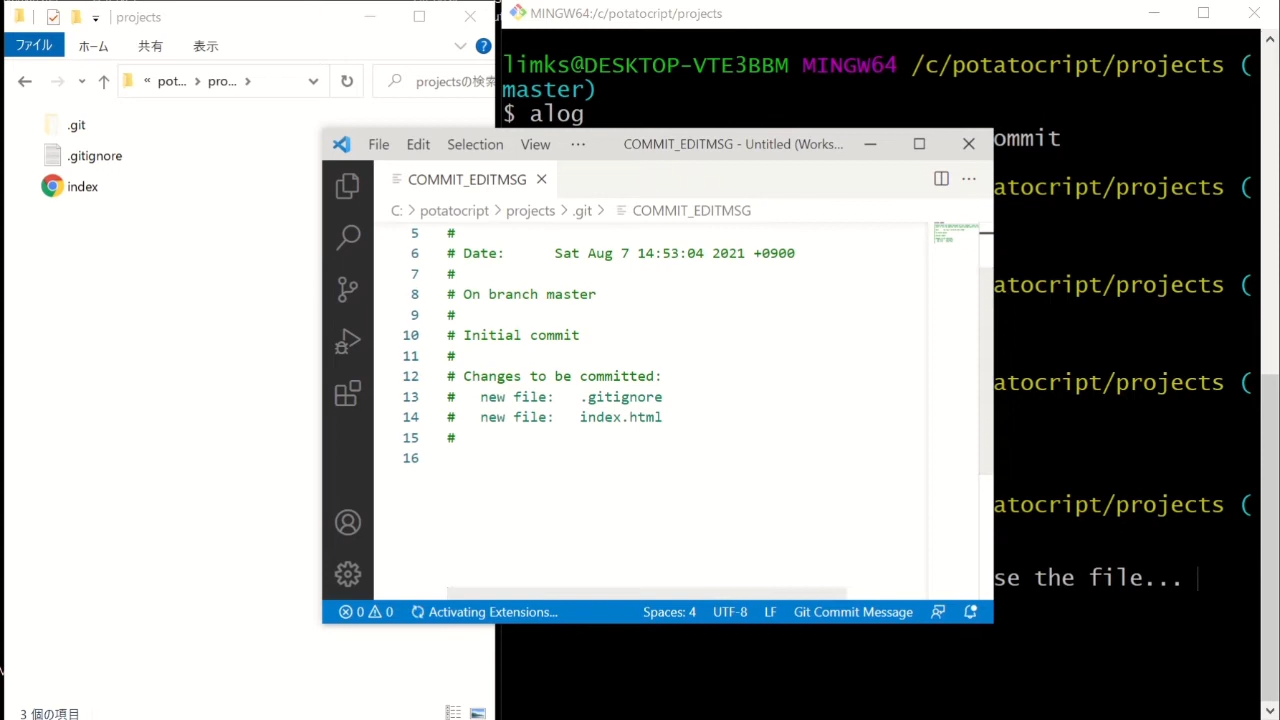 projects
ファイル ホーム 共有 表示
« pot... pro...
projectsの検索
.git
.gitignore
index
3 個の項目
MINGW64:/c/potatocript/projects
limks@DESKTOP-VTE3BBM MINGW64 /c/potatocript/projects (
master)
$ alog
ommit
atocript/projects (
atocript/projects (
atocript/projects (
atocript/projects (
se the file...
File Edit Selection View ··· COMMIT_EDITMSG - Untitled (Works...
COMMIT_EDITMSG
C: > potatocript > projects > .git > COMMIT_EDITMSG
5 #
6 # Date: Sat Aug 7 14:53:04 2021 +0900
7 #
8 # On branch master
9 #
10 # Initial commit
11 #
12 # Changes to be committed:
13 # new file: .gitignore
14 # new file: index.html
15 #
16
0 0 Activating Extensions... Spaces: 4 UTF-8 LF Git Commit Message